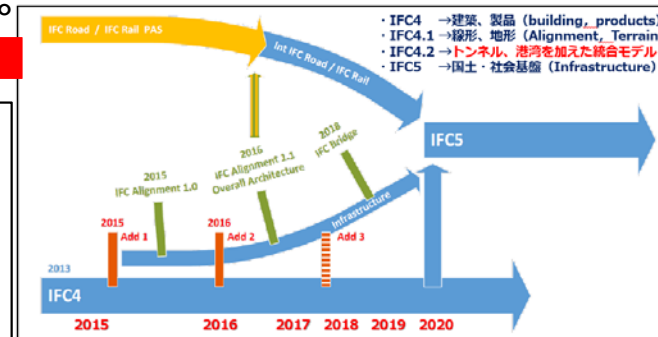 IFC Road / IFC Rail PAS
Int IFC Road / IFC Rail
・IFC4 →建築、製品（building, products）
・IFC4.1 →線形、地形（Alignment, Terrain
・IFC4.2 →トンネル、港湾を加えた統合モデル
・IFC5 →国土・社会基盤（Infrastructure）
IFC5
2015
IFC Alignment 1.0
2016
IFC Alignment 1.1
Overall Architecture
2018
IFC Bridge
Infrastructure
2015
Add 1
2016
Add 2
Add 3
2013
IFC4
2015
2016
2017
2018
2019
2020